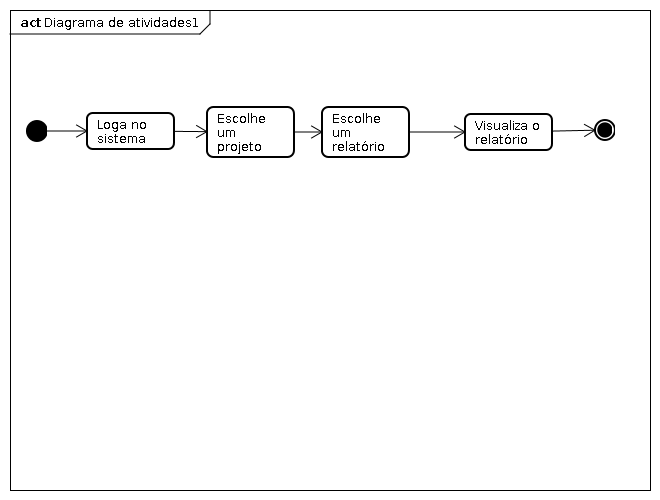 act Diagrama de atividades1
Loga no
sistema
Escolhe
um
projeto
Escolhe
um
relatório
Visualiza o
relatório